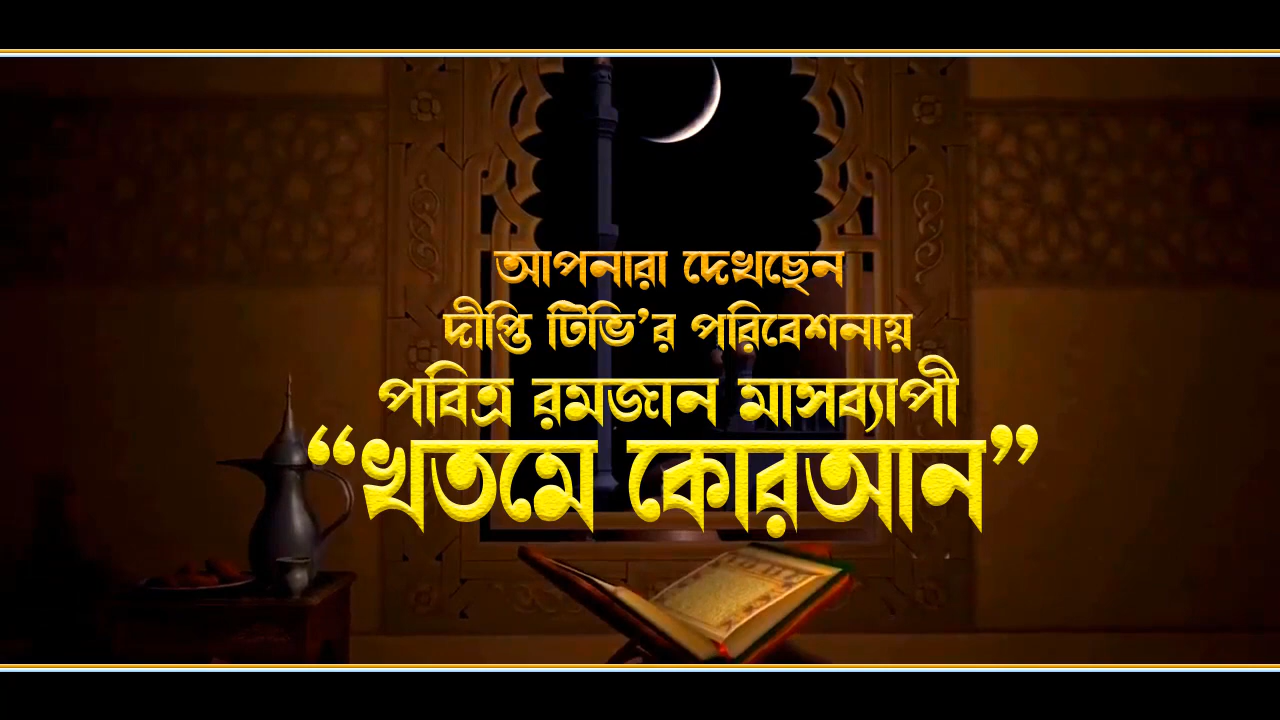 আপনারা দেখছেন
দীপ্তি টিভি’র পরিবেশনায়
পবিত্র রমজান মাসব্যাপী
“খতমে কোরআন”